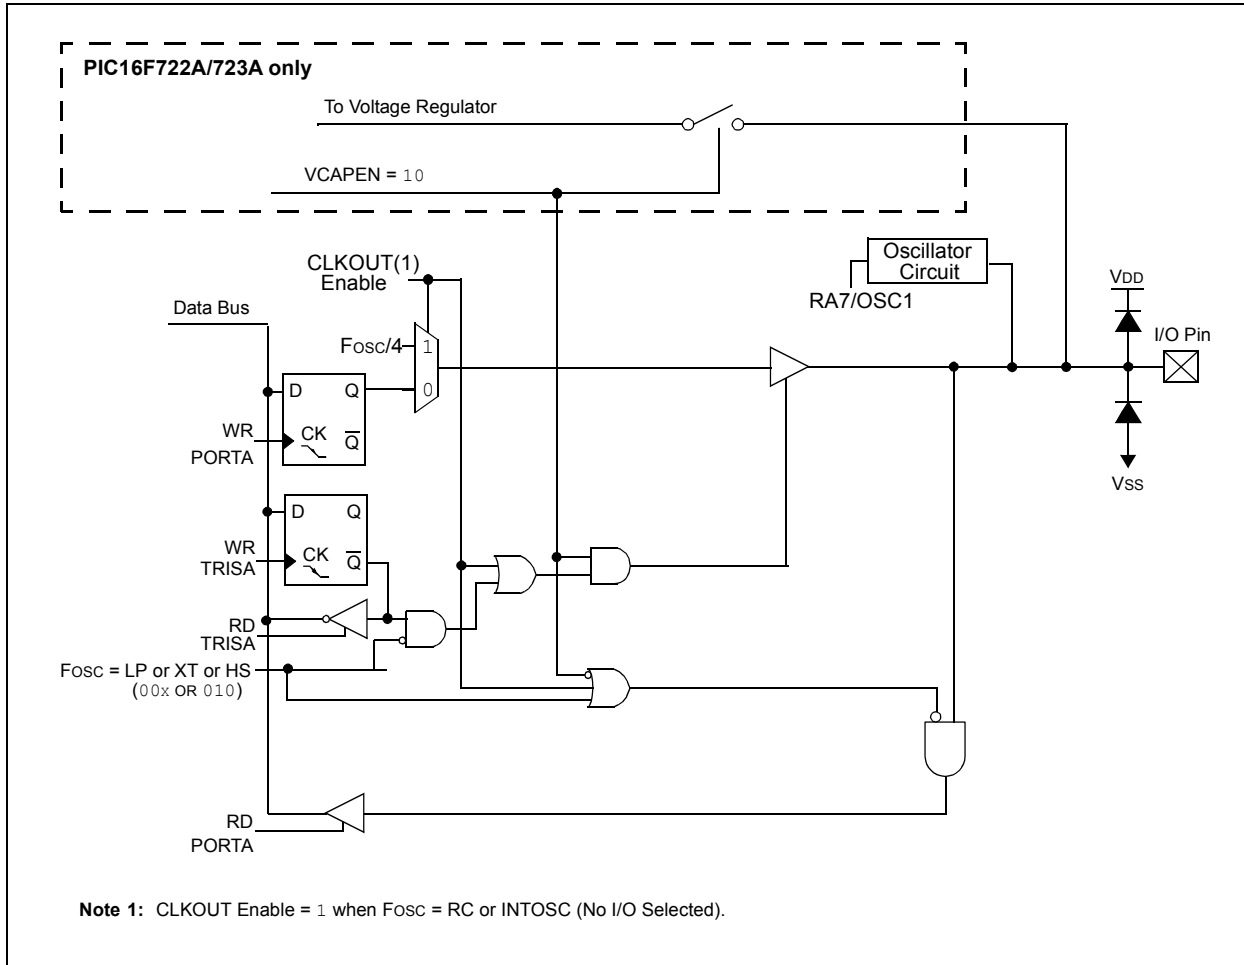 PIC16F722A/723A only
To Voltage Regulator
VCAPEN = 10
CLKOUT(1)
Enable
Oscillator
Circuit
RA7/OSC1
VDD
I/O Pin
VSS
Data Bus
FOSC/4
1
0
D Q
CK Q
WR
PORTA
D Q
CK Q
WR
TRISA
RD
TRISA
FOSC = LP or XT or HS
(00x OR 010)
RD
PORTA
Note 1: CLKOUT Enable = 1 when FOSC = RC or INTOSC (No I/O Selected).